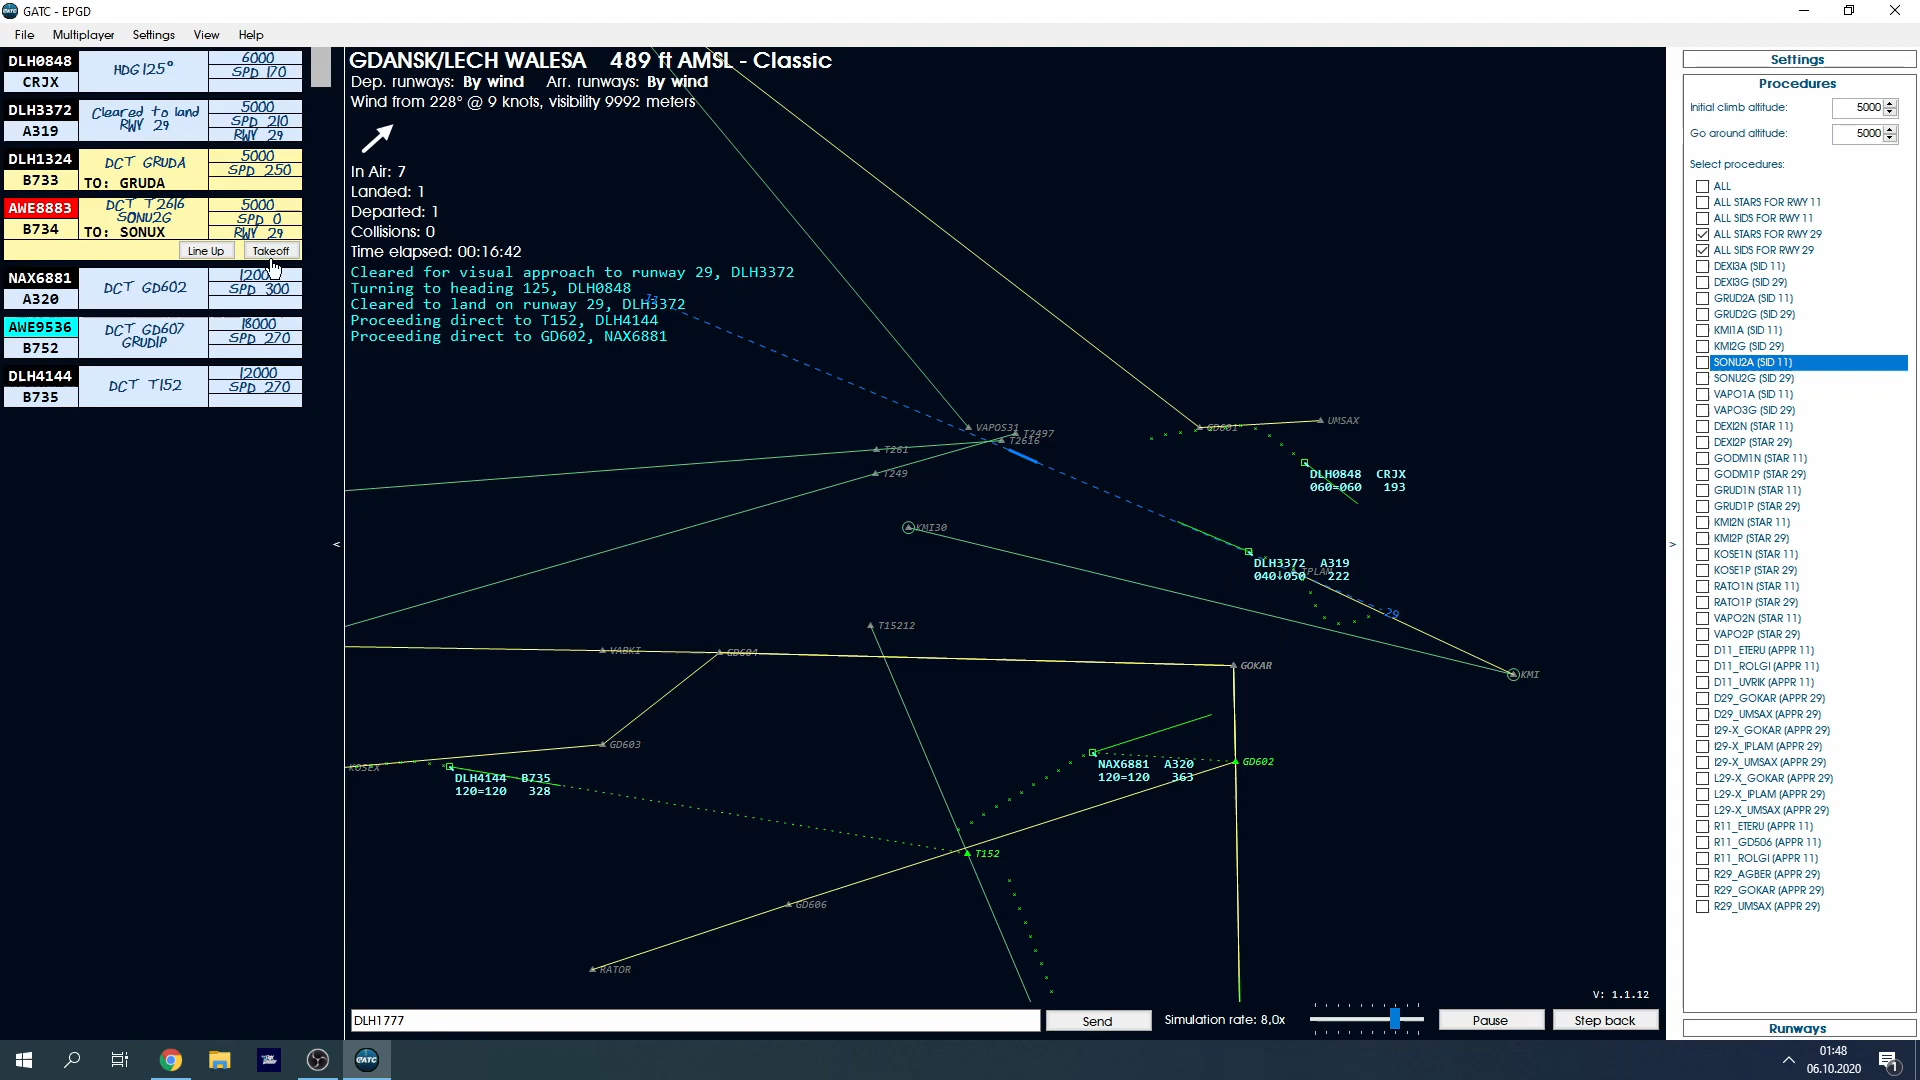 GATC - EPGD
File Multiplayer Settings View Help
DLH0848
CRJX
HDG 125°
6000
SPD 170
DLH3372
A319
Cleared to land
RWY 29
5000
SPD 210
RWY 29
DLH1324
B733
DCT GRUDA
TO: GRUDA
5000
SPD 250
AWE8883
B734
DCT T2616
SONU2G
TO: SONUX
5000
SPD 0
RWY 29
Line Up Takeoff
NAX6881
A320
DCT GD602
12000
SPD 300
AWE9536
B752
DCT GD607
GRUD1P
18000
SPD 270
DLH4144
B735
DCT T152
12000
SPD 270
GDANSK/LECH WALESA 489 ft AMSL - Classic
Dep. runways: By wind Arr. runways: By wind
Wind from 228° @ 9 knots, visibility 9992 meters
In Air: 7
Landed: 1
Departed: 1
Collisions: 0
Time elapsed: 00:16:42
Cleared for visual approach to runway 29, DLH3372
Turning to heading 125, DLH0848
Cleared to land on runway 29, DLH3372
Proceeding direct to T152, DLH4144
Proceeding direct to GD602, NAX6881
11
VAPOS31
T2497
T2616
GD601
UMSAX
T261
T249
DLH0848 CRJX
060=060 193
KMI30
DLH3372 A319
040↓050 222
IPLAM
29
T15212
VABKI
GD604
GOKAR
KMI
GD603
KOSEX
DLH4144 B735
120=120 328
NAX6881 A320
120=120 363
GD602
T152
GD606
RATOR
V: 1.1.12
DLH1777
Send
Simulation rate: 8,0x
Pause
Step back
<
>
Settings
Procedures
Initial climb altitude: 5000
Go around altitude: 5000
Select procedures:
ALL
ALL STARS FOR RWY 11
ALL SIDS FOR RWY 11
ALL STARS FOR RWY 29
ALL SIDS FOR RWY 29
DEXI3A (SID 11)
DEXI3G (SID 29)
GRUD2A (SID 11)
GRUD2G (SID 29)
KMI1A (SID 11)
KMI2G (SID 29)
SONU2A (SID 11)
SONU2G (SID 29)
VAPO1A (SID 11)
VAPO3G (SID 29)
DEXI2N (STAR 11)
DEXI2P (STAR 29)
GODM1N (STAR 11)
GODM1P (STAR 29)
GRUD1N (STAR 11)
GRUD1P (STAR 29)
KMI2N (STAR 11)
KMI2P (STAR 29)
KOSE1N (STAR 11)
KOSE1P (STAR 29)
RATO1N (STAR 11)
RATO1P (STAR 29)
VAPO2N (STAR 11)
VAPO2P (STAR 29)
D11_ETERU (APPR 11)
D11_ROLGI (APPR 11)
D11_UVRIK (APPR 11)
D29_GOKAR (APPR 29)
D29_UMSAX (APPR 29)
I29-X_GOKAR (APPR 29)
I29-X_IPLAM (APPR 29)
I29-X_UMSAX (APPR 29)
L29-X_GOKAR (APPR 29)
L29-X_IPLAM (APPR 29)
L29-X_UMSAX (APPR 29)
R11_ETERU (APPR 11)
R11_GD506 (APPR 11)
R11_ROLGI (APPR 11)
R29_AGBER (APPR 29)
R29_GOKAR (APPR 29)
R29_UMSAX (APPR 29)
Runways
GATC
01:48
06.10.2020
1